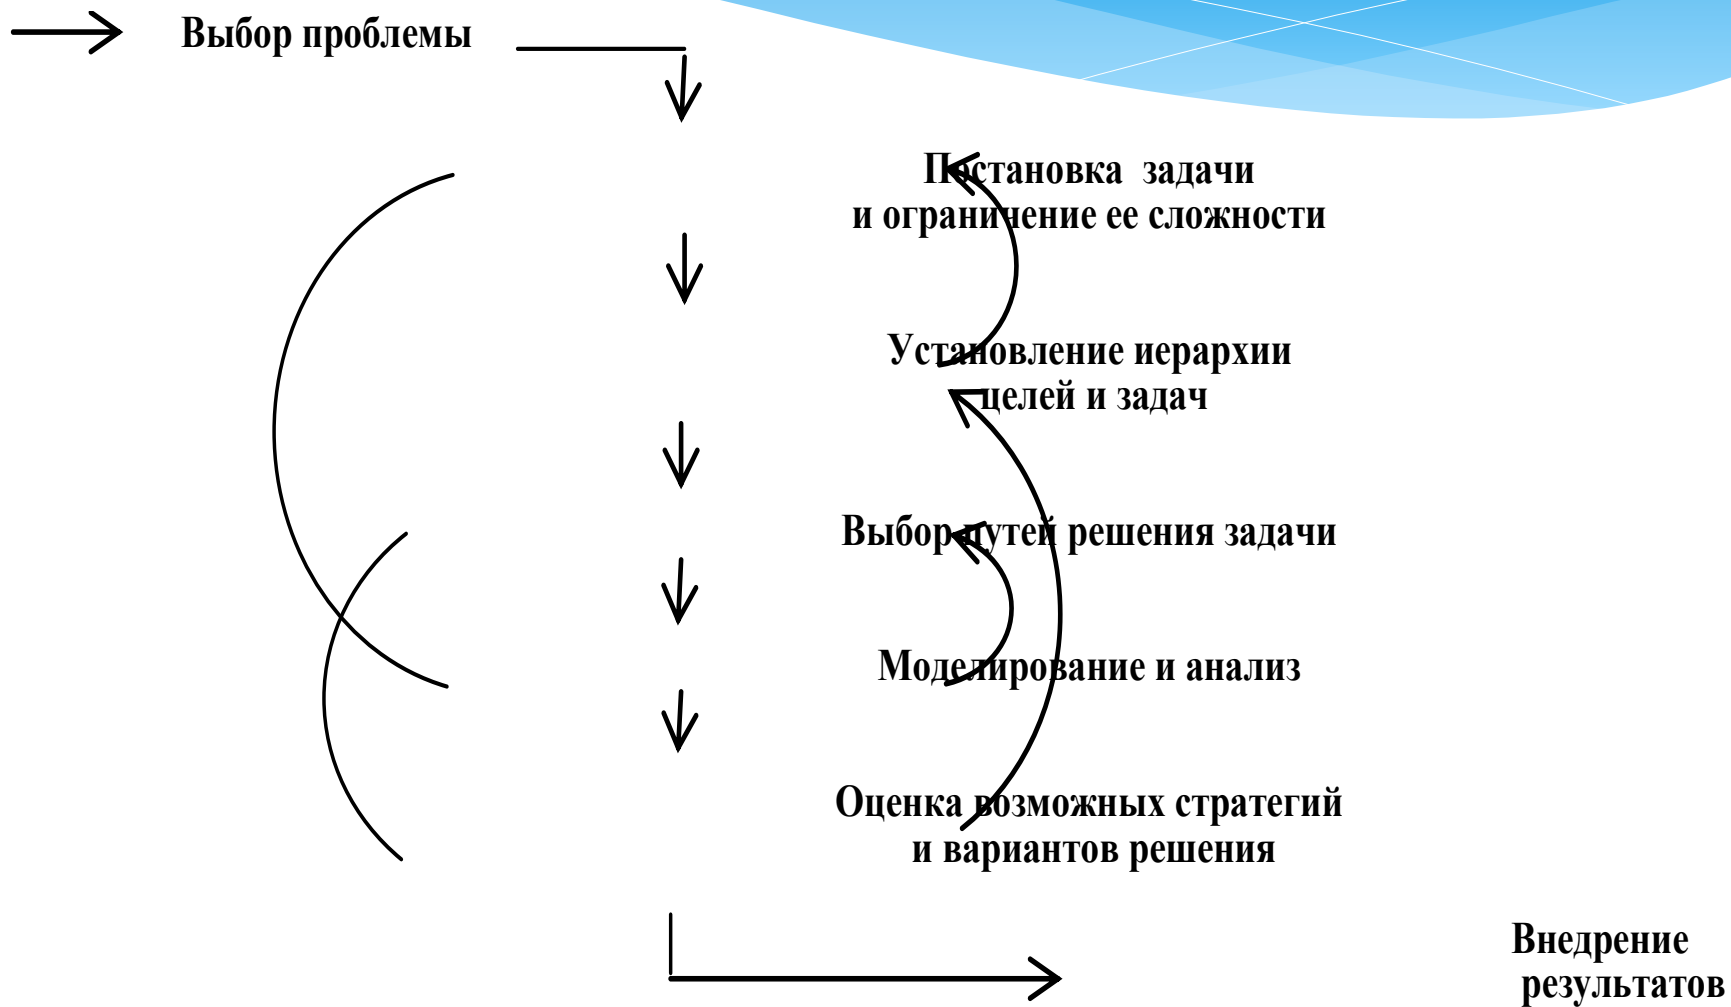 Выбор проблемы
Постановка задачи
и ограничение ее сложности
Установление иерархии
целей и задач
Выбор путей решения задачи
Моделирование и анализ
Оценка возможных стратегий
и вариантов решения
Внедрение
результатов